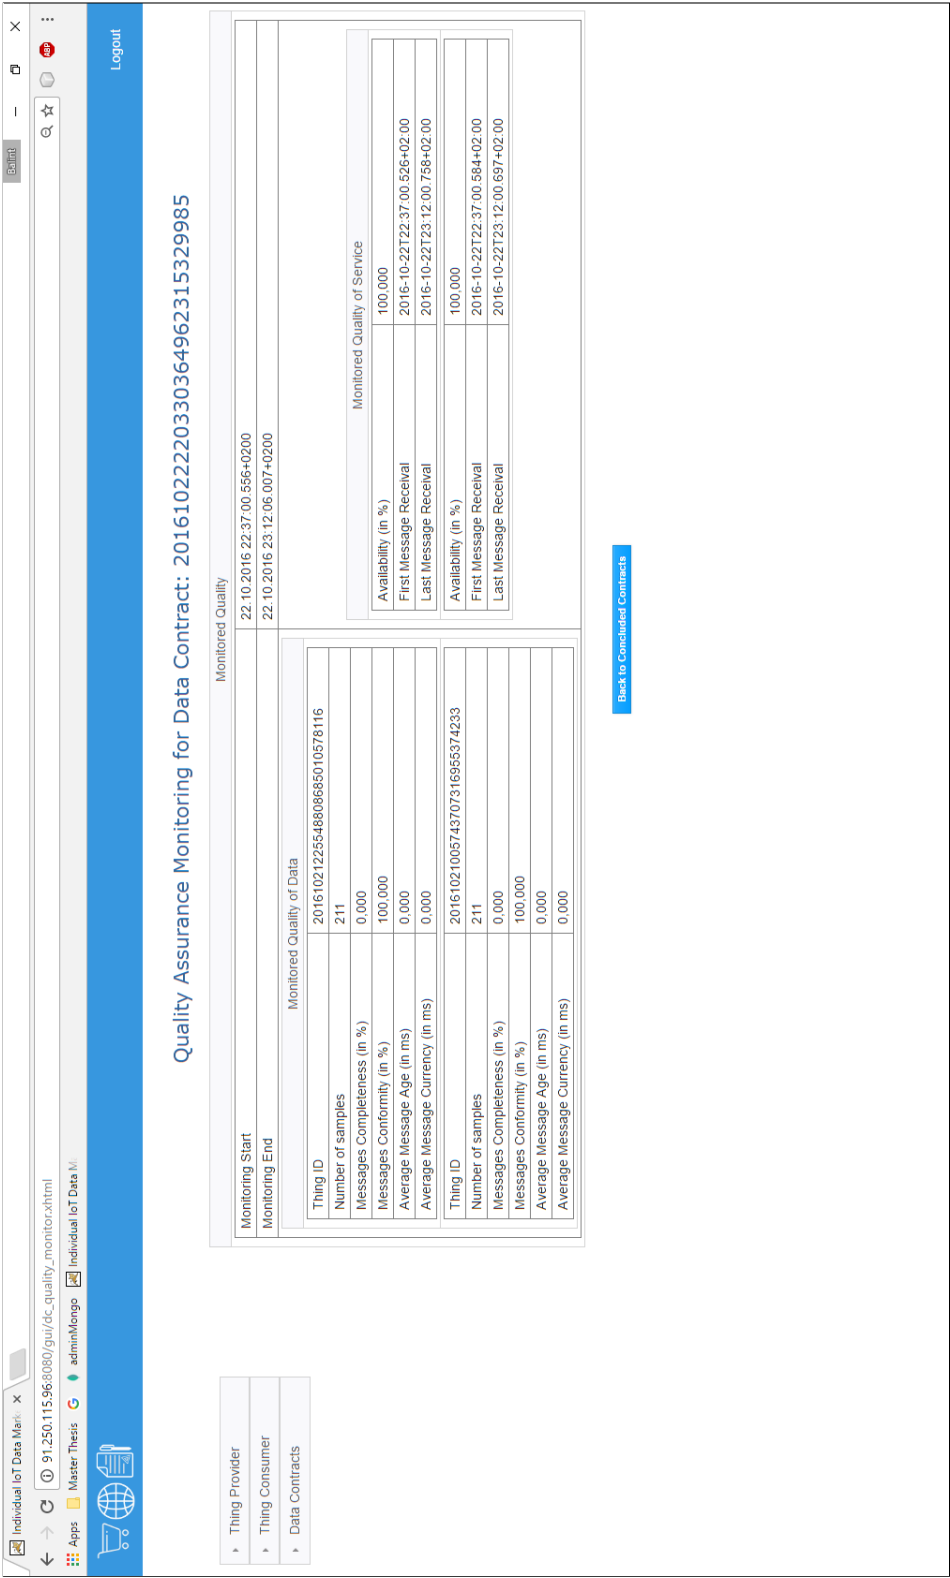 Individual IoT Data Mark
Balint
91.250.115.96:8080/gui/dc_quality_monitor.xhtml
ABP
Apps Master Thesis adminMongo Individual IoT Data M
Logout
Thing Provider
Thing Consumer
Data Contracts
Quality Assurance Monitoring for Data Contract: 20161022220330364962315329985
Monitored Quality
Monitoring Start 22.10.2016 22:37:00.556+0200
Monitoring End 22.10.2016 23:12:06.007+0200
Monitored Quality of Data
Thing ID 20161021225548808685010578116
Number of samples 211
Messages Completeness (in %) 0,000
Messages Conformity (in %) 100,000
Average Message Age (in ms) 0,000
Average Message Currency (in ms) 0,000
Thing ID 20161021005743707316955374233
Number of samples 211
Messages Completeness (in %) 0,000
Messages Conformity (in %) 100,000
Average Message Age (in ms) 0,000
Average Message Currency (in ms) 0,000
Monitored Quality of Service
Availability (in %) 100,000
First Message Receival 2016-10-22T22:37:00.526+02:00
Last Message Receival 2016-10-22T23:12:00.758+02:00
Availability (in %) 100,000
First Message Receival 2016-10-22T22:37:00.584+02:00
Last Message Receival 2016-10-22T23:12:00.697+02:00
Back to Concluded Contracts